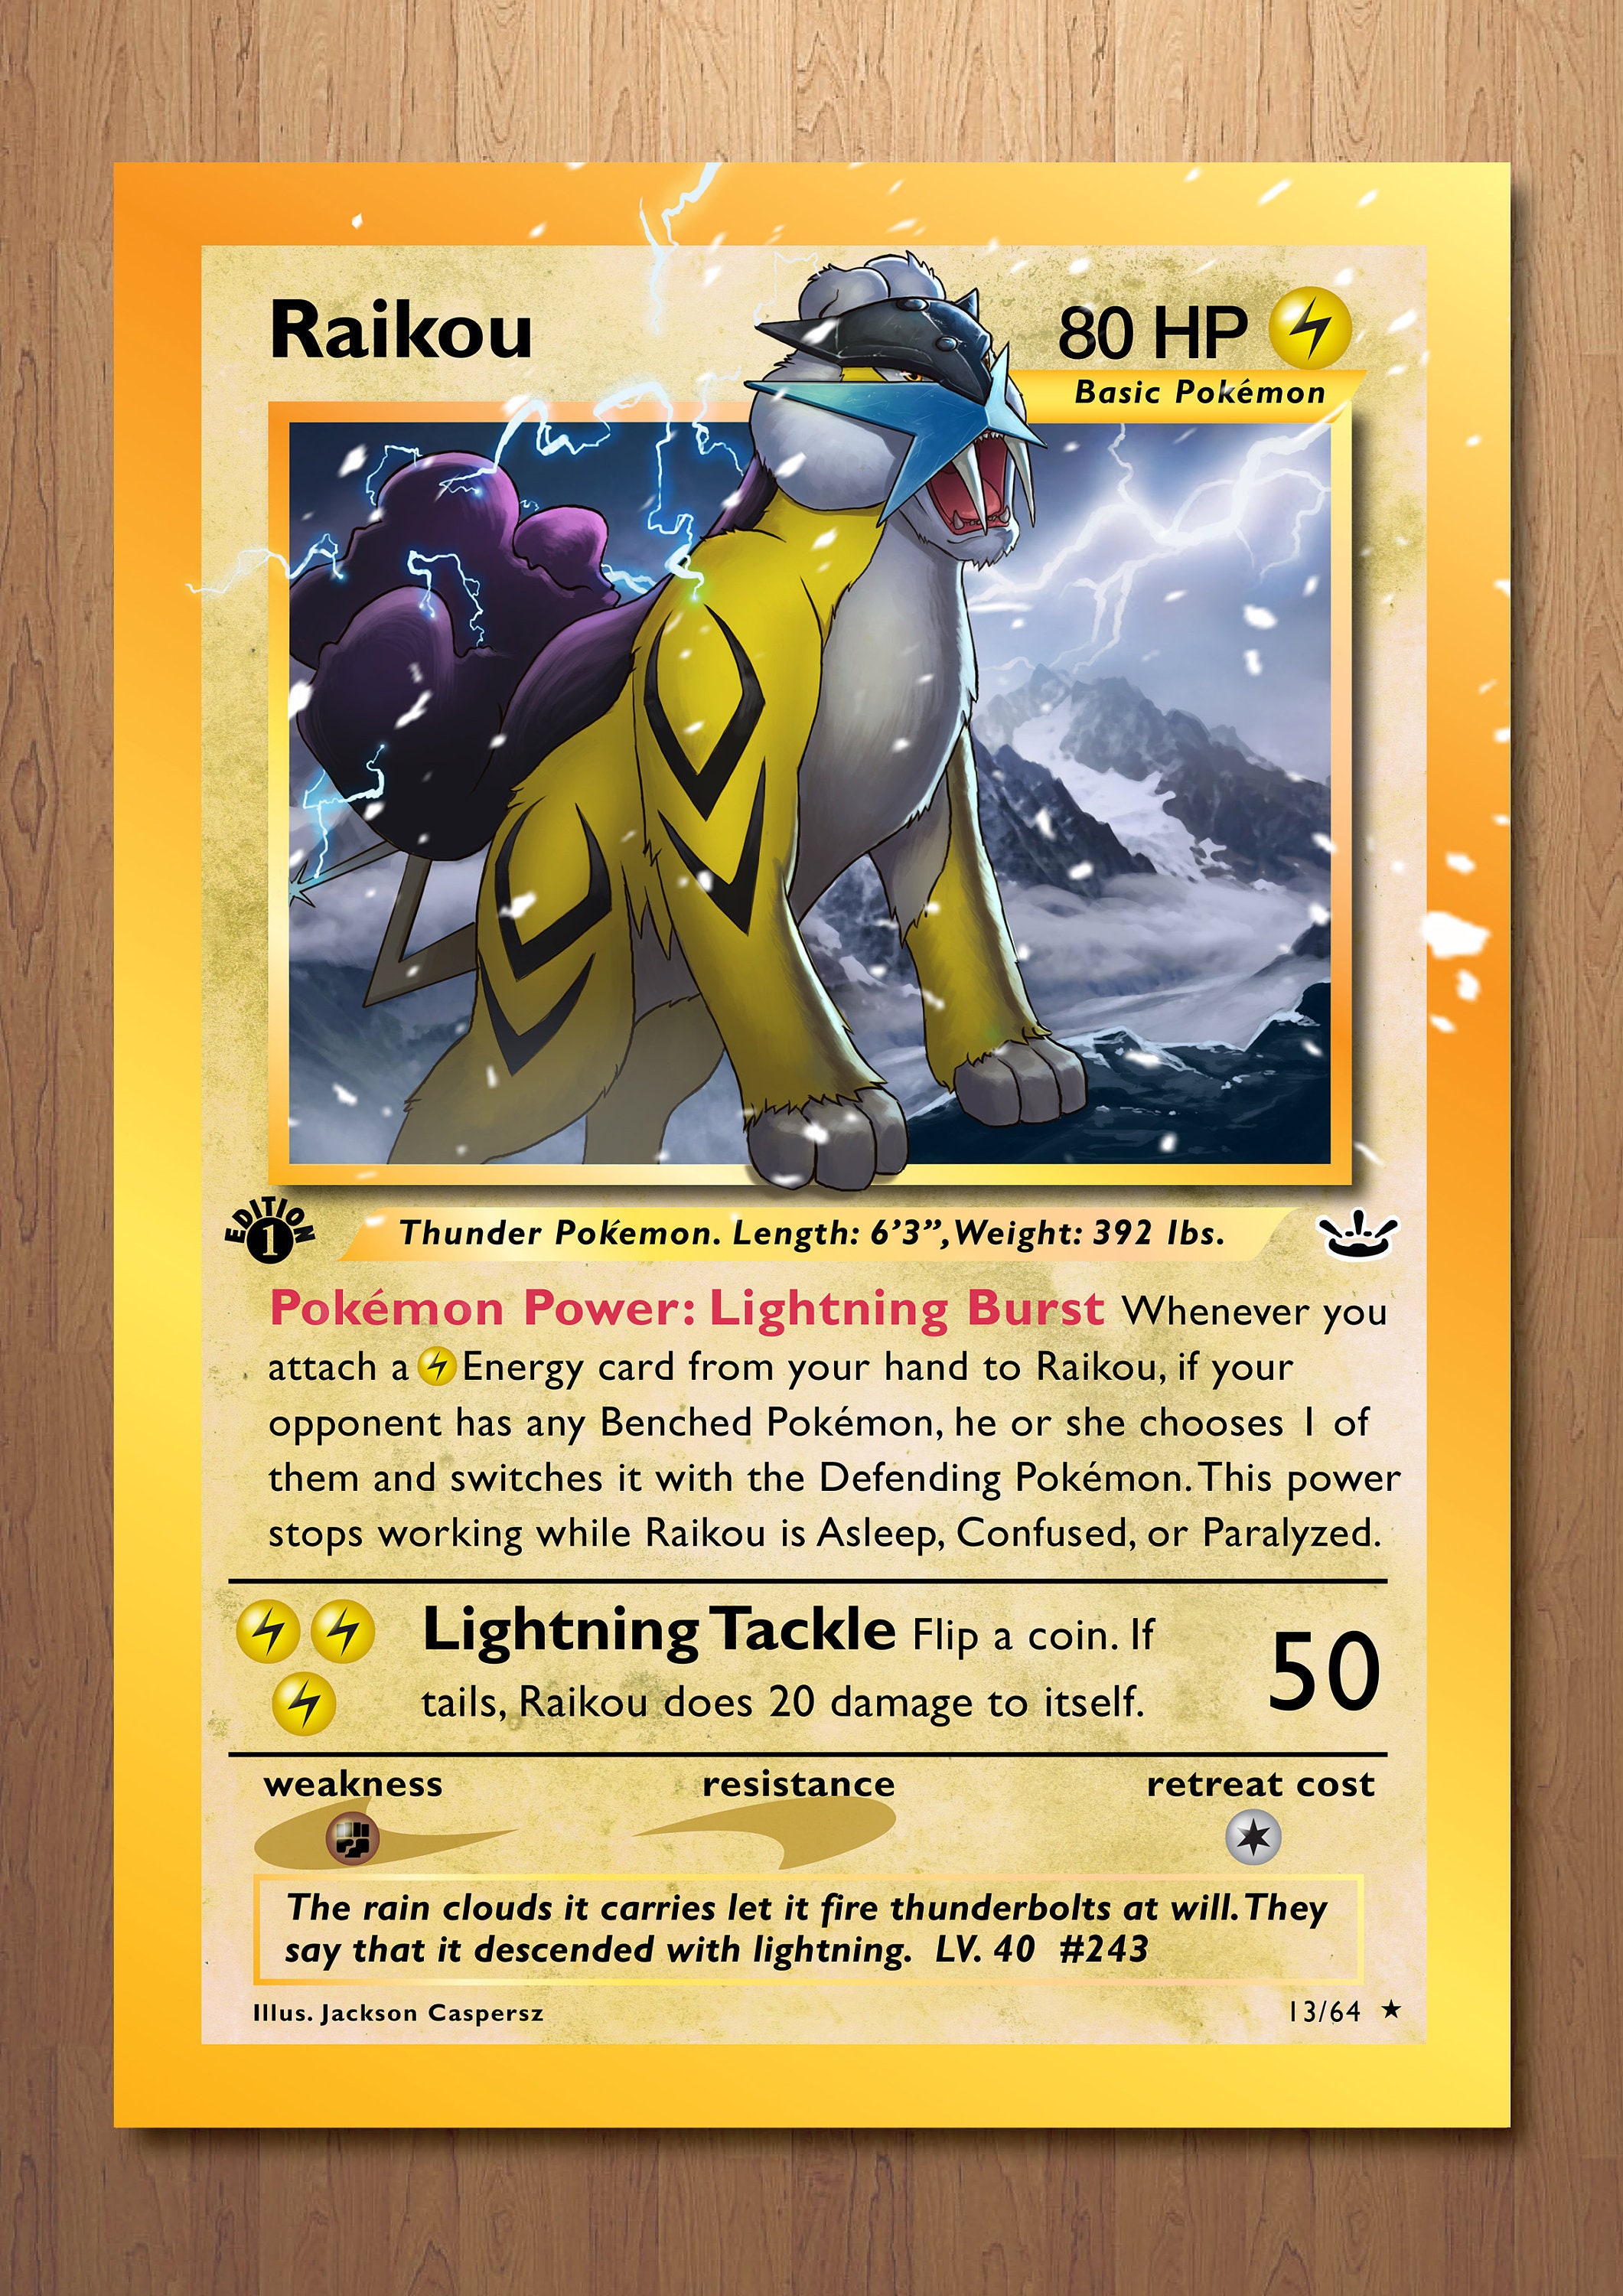 Raikou
80 HP
Basic Pokémon
EDITION
1
Thunder Pokémon. Length: 6’3”, Weight: 392 lbs.
Pokémon Power: Lightning Burst Whenever you
attach a Energy card from your hand to Raikou, if your
opponent has any Benched Pokémon, he or she chooses 1 of
them and switches it with the Defending Pokémon. This power
stops working while Raikou is Asleep, Confused, or Paralyzed.
Lightning Tackle Flip a coin. If
tails, Raikou does 20 damage to itself.
50
weakness
resistance
retreat cost
The rain clouds it carries let it fire thunderbolts at will. They
say that it descended with lightning. LV. 40 #243
Illus. Jackson Caspersz
13/64 ★